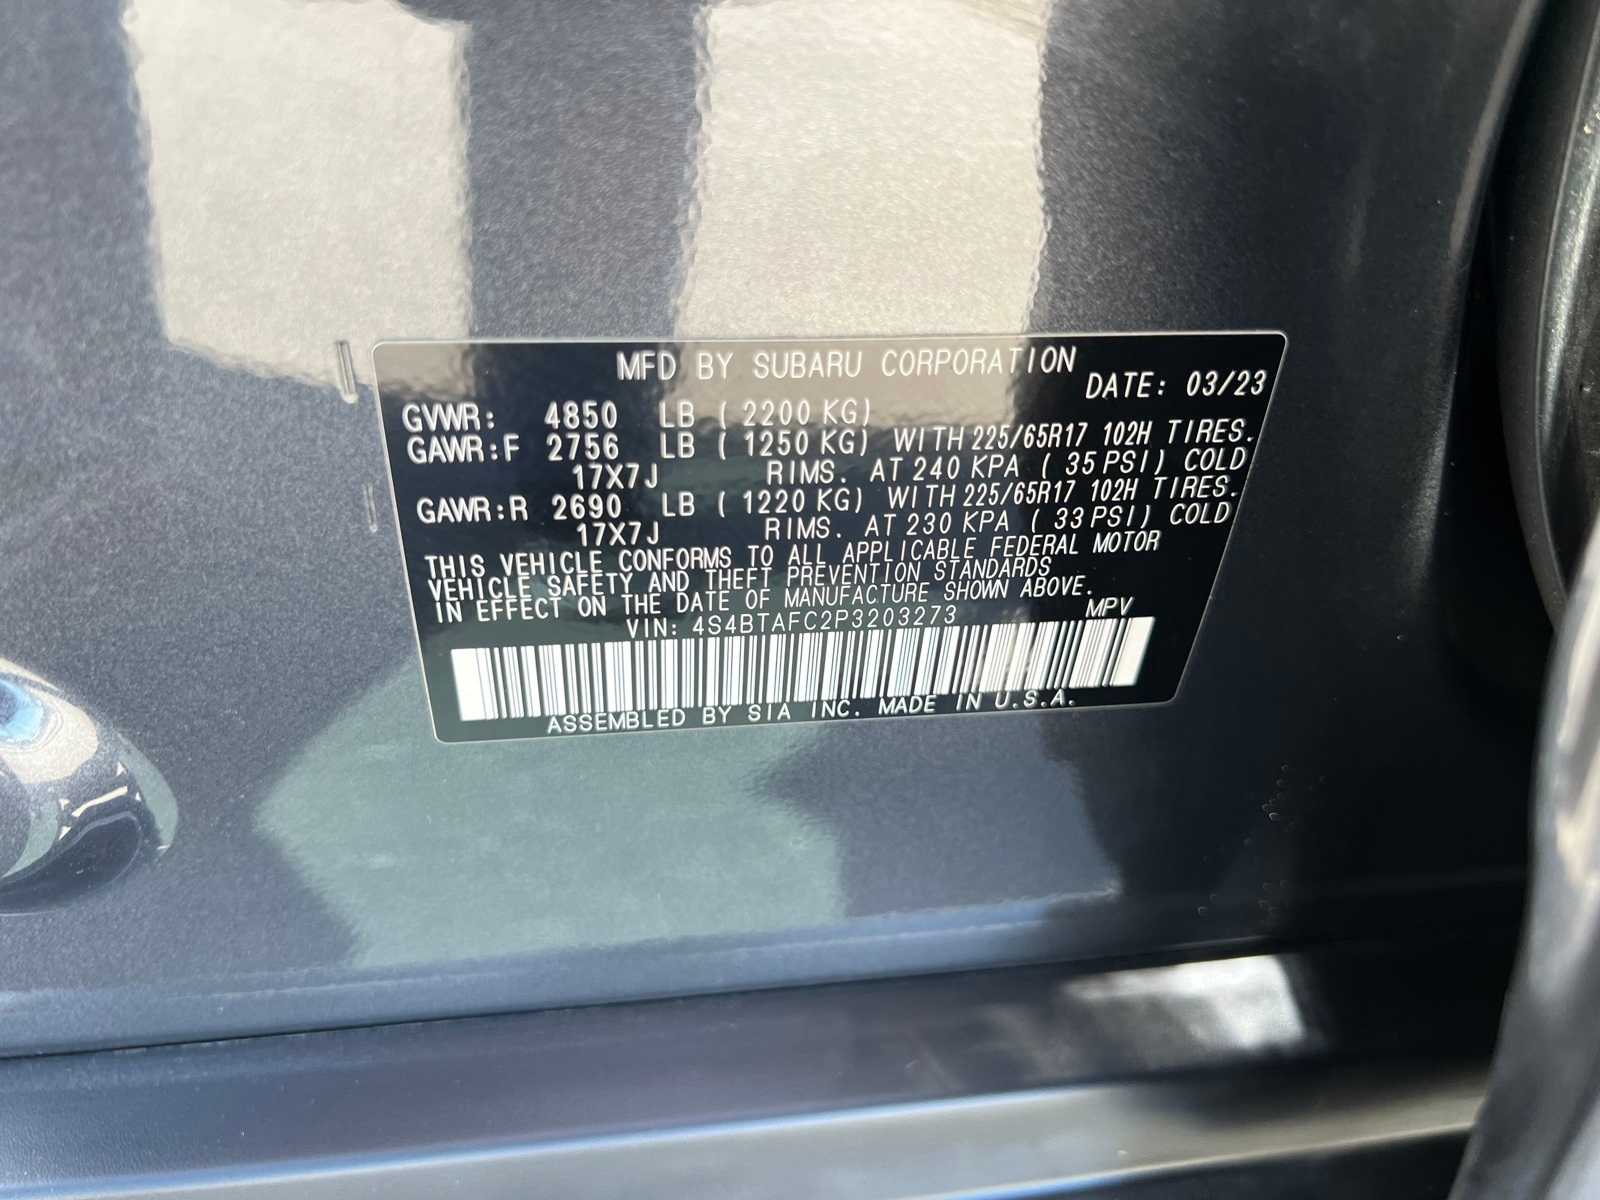 MFD BY SUBARU CORPORATION
DATE: 03/23
GVWR: 4850 LB ( 2200 KG)
GAWR:F 2756 LB ( 1250 KG) WITH 225/65R17 102H TIRES.
17X7J RIMS. AT 240 KPA ( 35 PSI) COLD
GAWR:R 2690 LB ( 1220 KG) WITH 225/65R17 102H TIRES.
17X7J RIMS. AT 230 KPA ( 33 PSI) COLD
THIS VEHICLE CONFORMS TO ALL APPLICABLE FEDERAL MOTOR
VEHICLE SAFETY AND THEFT PREVENTION STANDARDS
IN EFFECT ON THE DATE OF MANUFACTURE SHOWN ABOVE.
VIN: 4S4BTAFC2P3203273 MPV
ASSEMBLED BY SIA INC. MADE IN U.S.A.